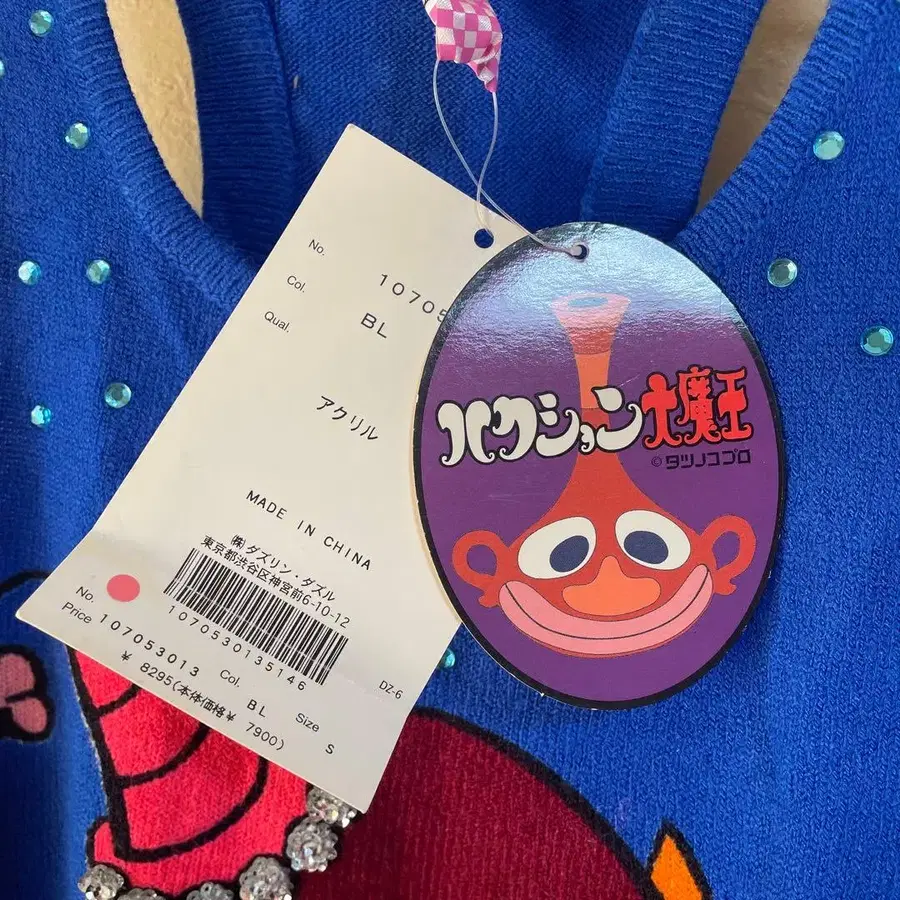 No. 10705
Col. BL
Qual. アクリル
MADE IN CHINA
㈱ダズリン・ダズル
東京都渋谷区神宮前6-10-12
1070530135146
DZ-6
No. 107053013 Col. BL Size S
Price ¥ 8295(本体価格¥ 7900)
ハクション大魔王
©タツノコプロ